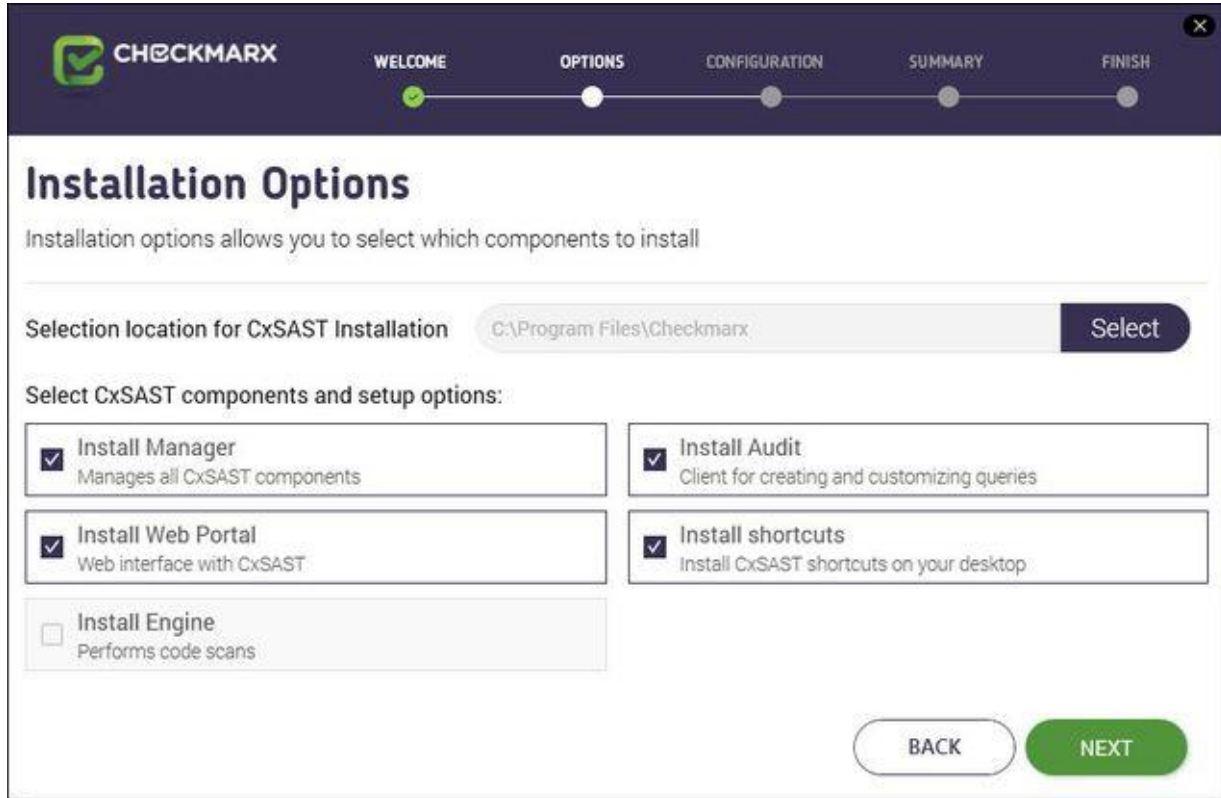 CHECKMARX
WELCOME
OPTIONS
CONFIGURATION
SUMMARY
FINISH
Installation Options
Installation options allows you to select which components to install
Selection location for CxSAST Installation
C:\Program Files\Checkmarx
Select
Select CxSAST components and setup options:
Install Manager
Manages all CxSAST components
Install Audit
Client for creating and customizing queries
Install Web Portal
Web interface with CxSAST
Install shortcuts
Install CxSAST shortcuts on your desktop
Install Engine
Performs code scans
BACK
NEXT